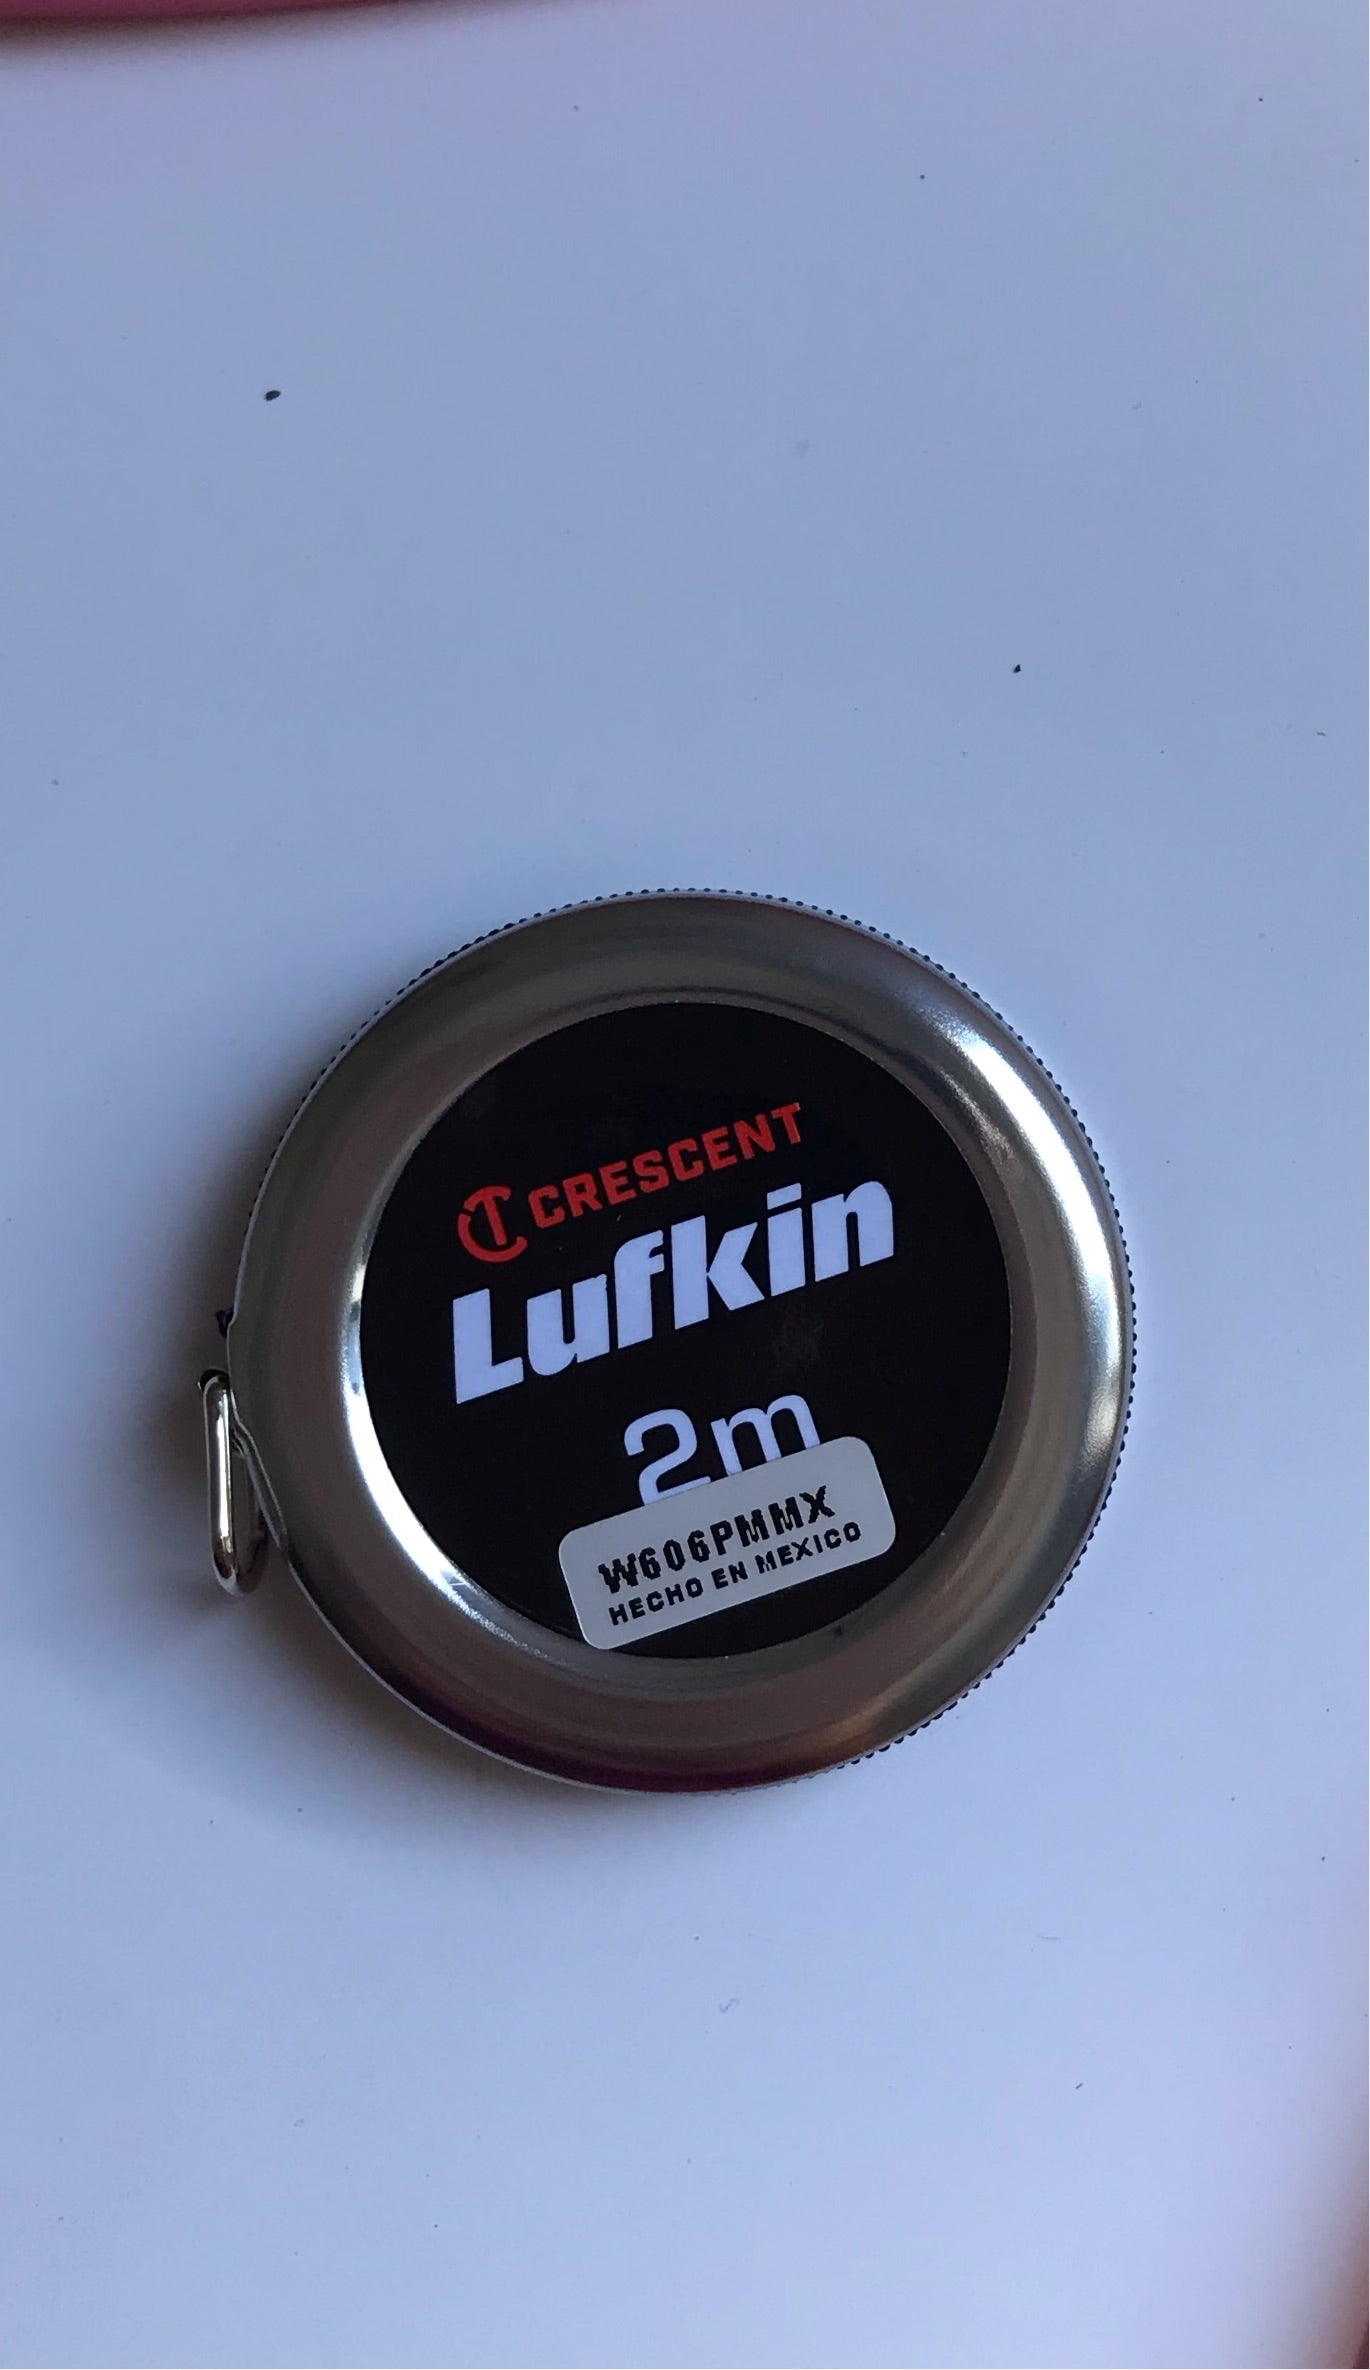 CRESCENT
Lufkin
2m
W606PMMX
HECHO EN MEXICO